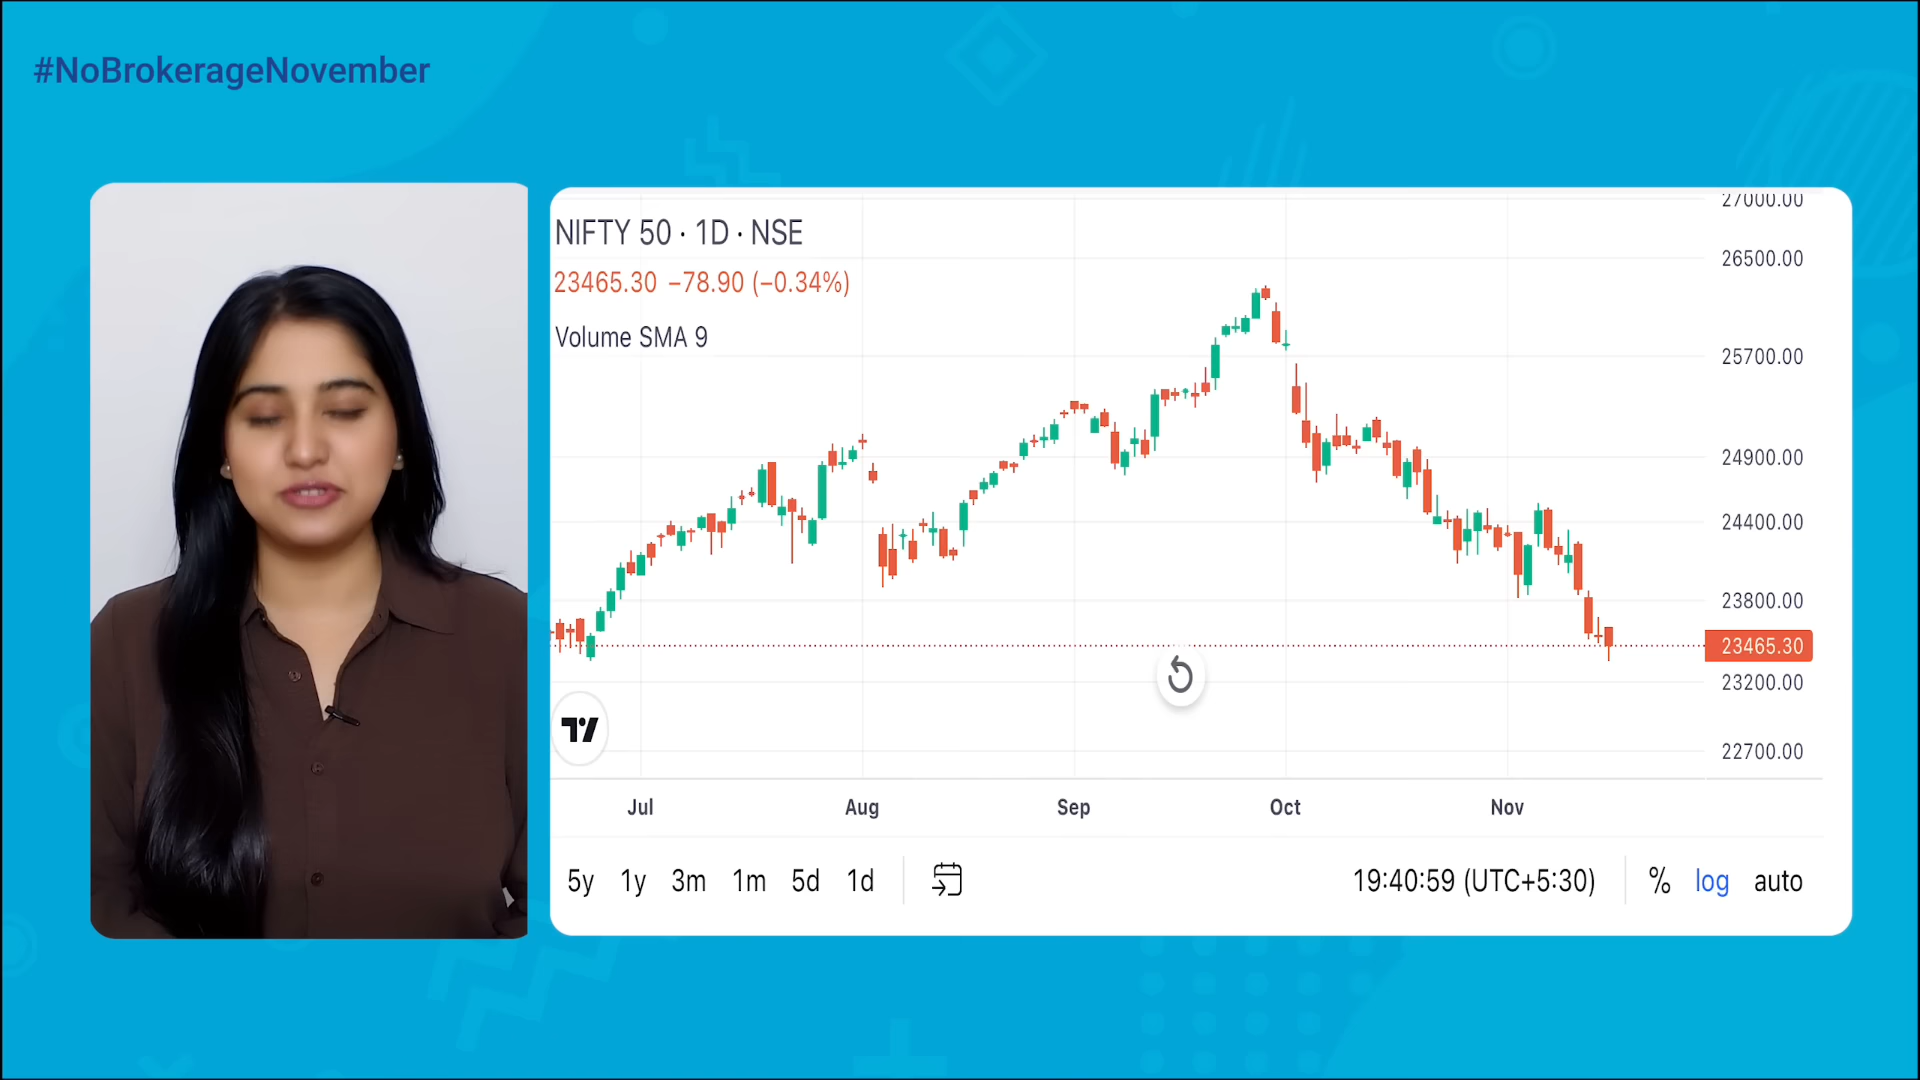 #NoBrokerageNovember
NIFTY 50 · 1D · NSE
23465.30 −78.90 (−0.34%)
Volume SMA 9
27000.00
26500.00
25700.00
24900.00
24400.00
23800.00
23465.30
23200.00
22700.00
Jul Aug Sep Oct Nov
5y 1y 3m 1m 5d 1d 19:40:59 (UTC+5:30) % log auto